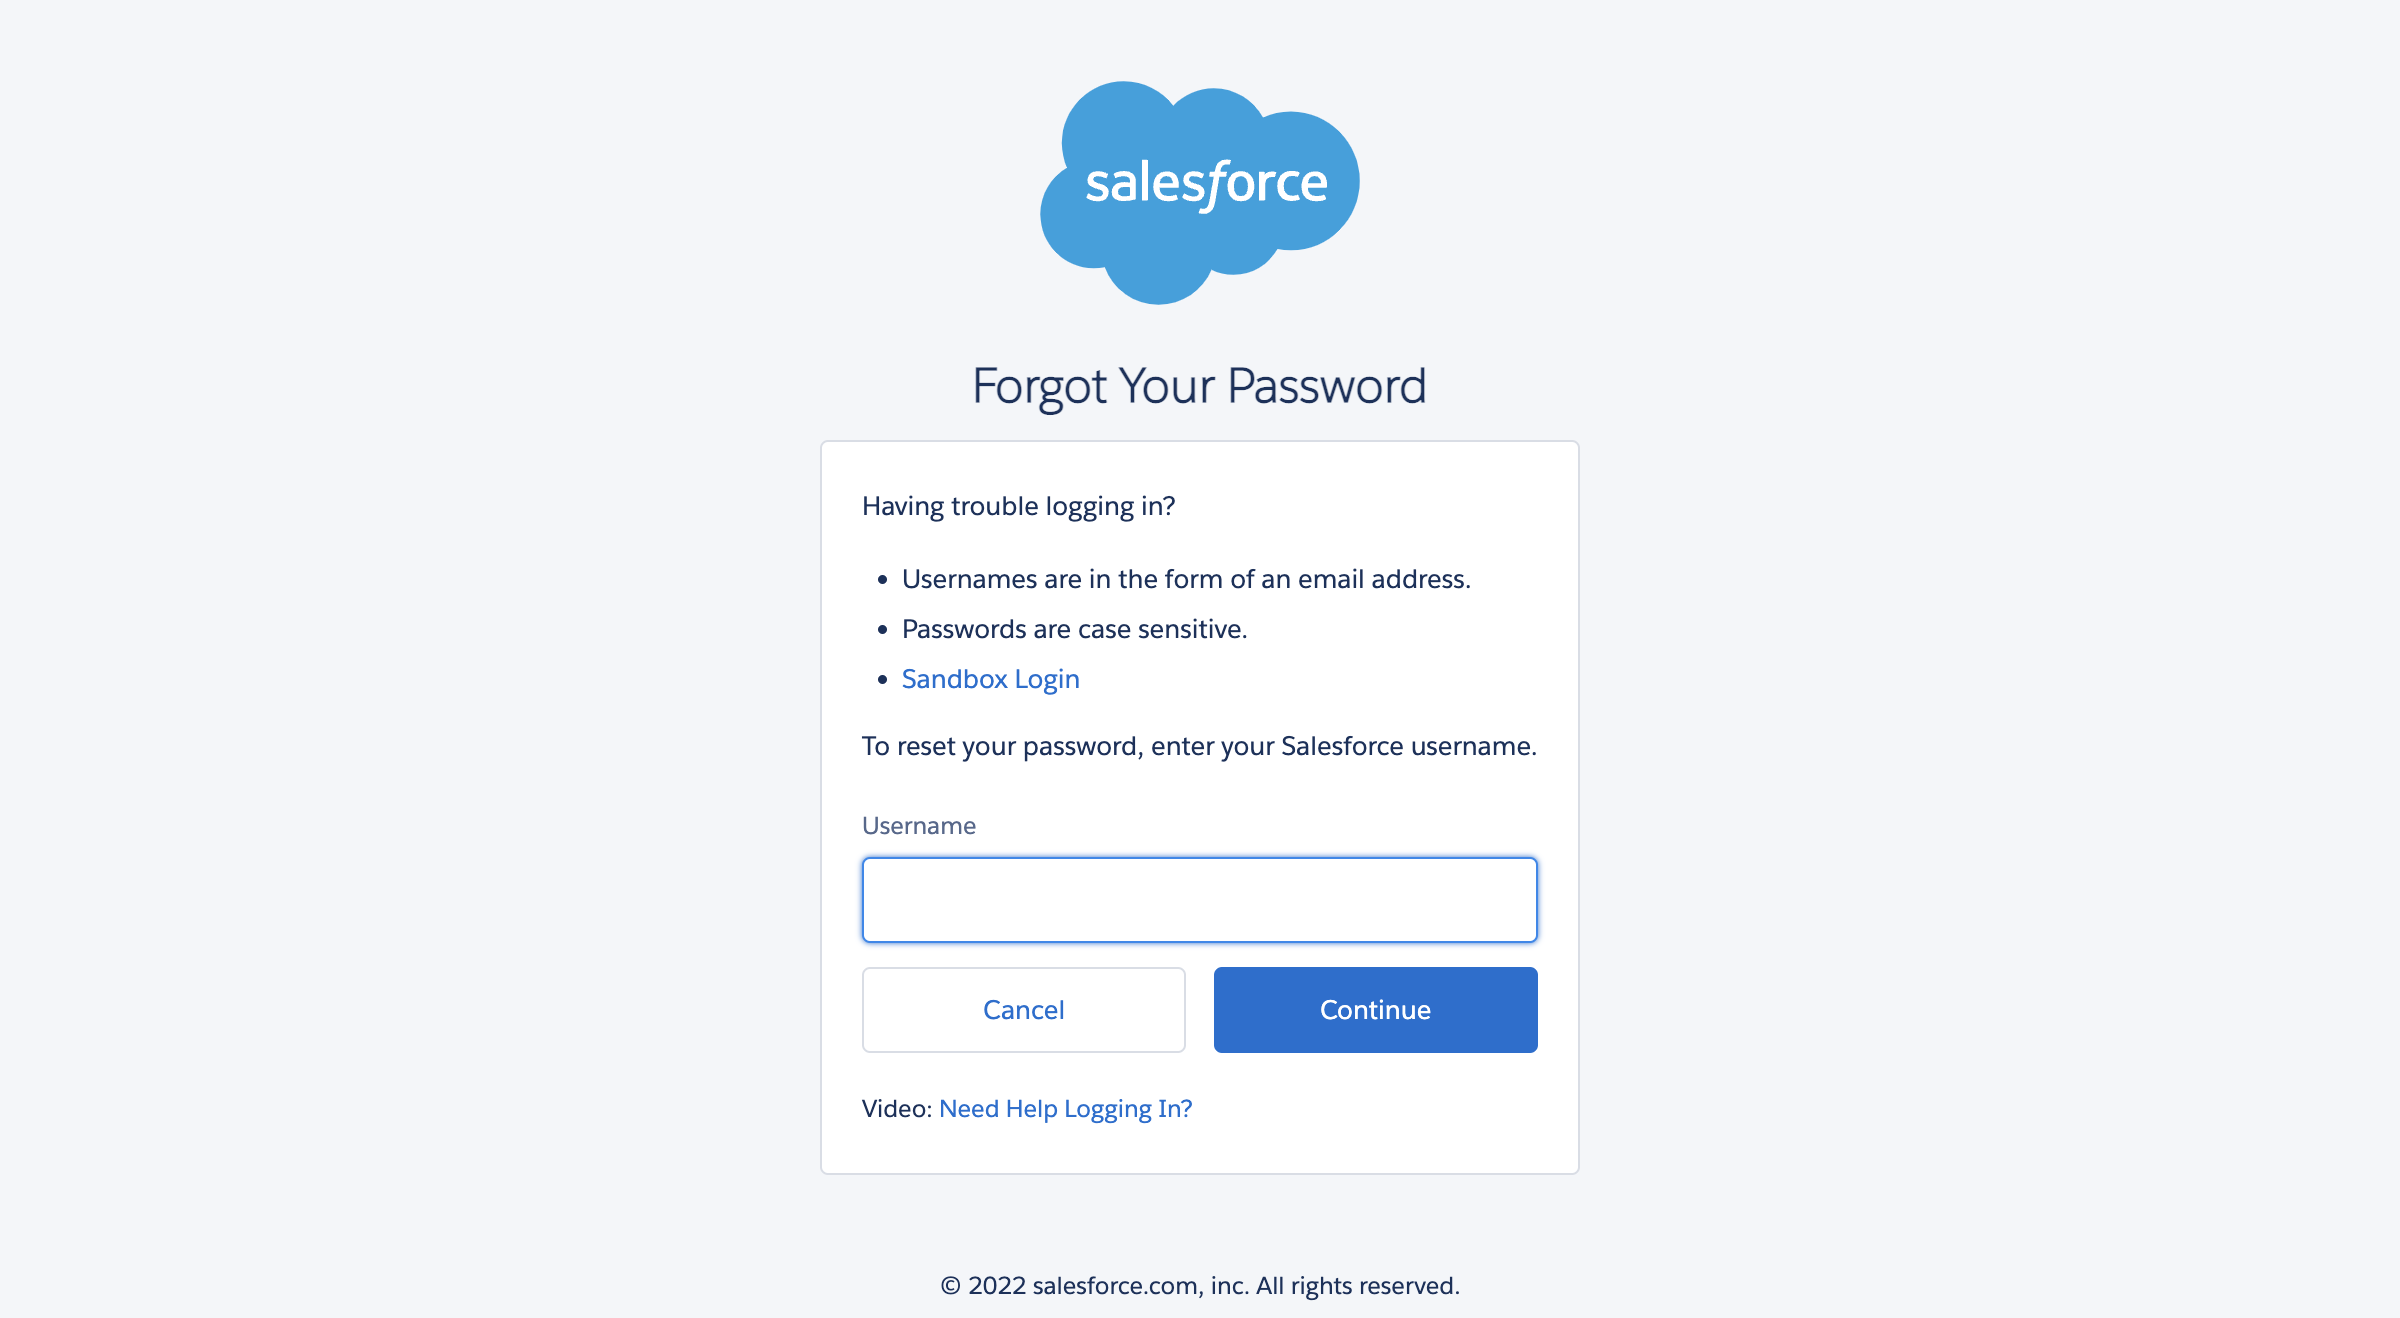 salesforce
Forgot Your Password
Having trouble logging in?
Usernames are in the form of an email address.
Passwords are case sensitive.
Sandbox Login
To reset your password, enter your Salesforce username.
Username
Cancel
Continue
Video: Need Help Logging In?
© 2022 salesforce.com, inc. All rights reserved.